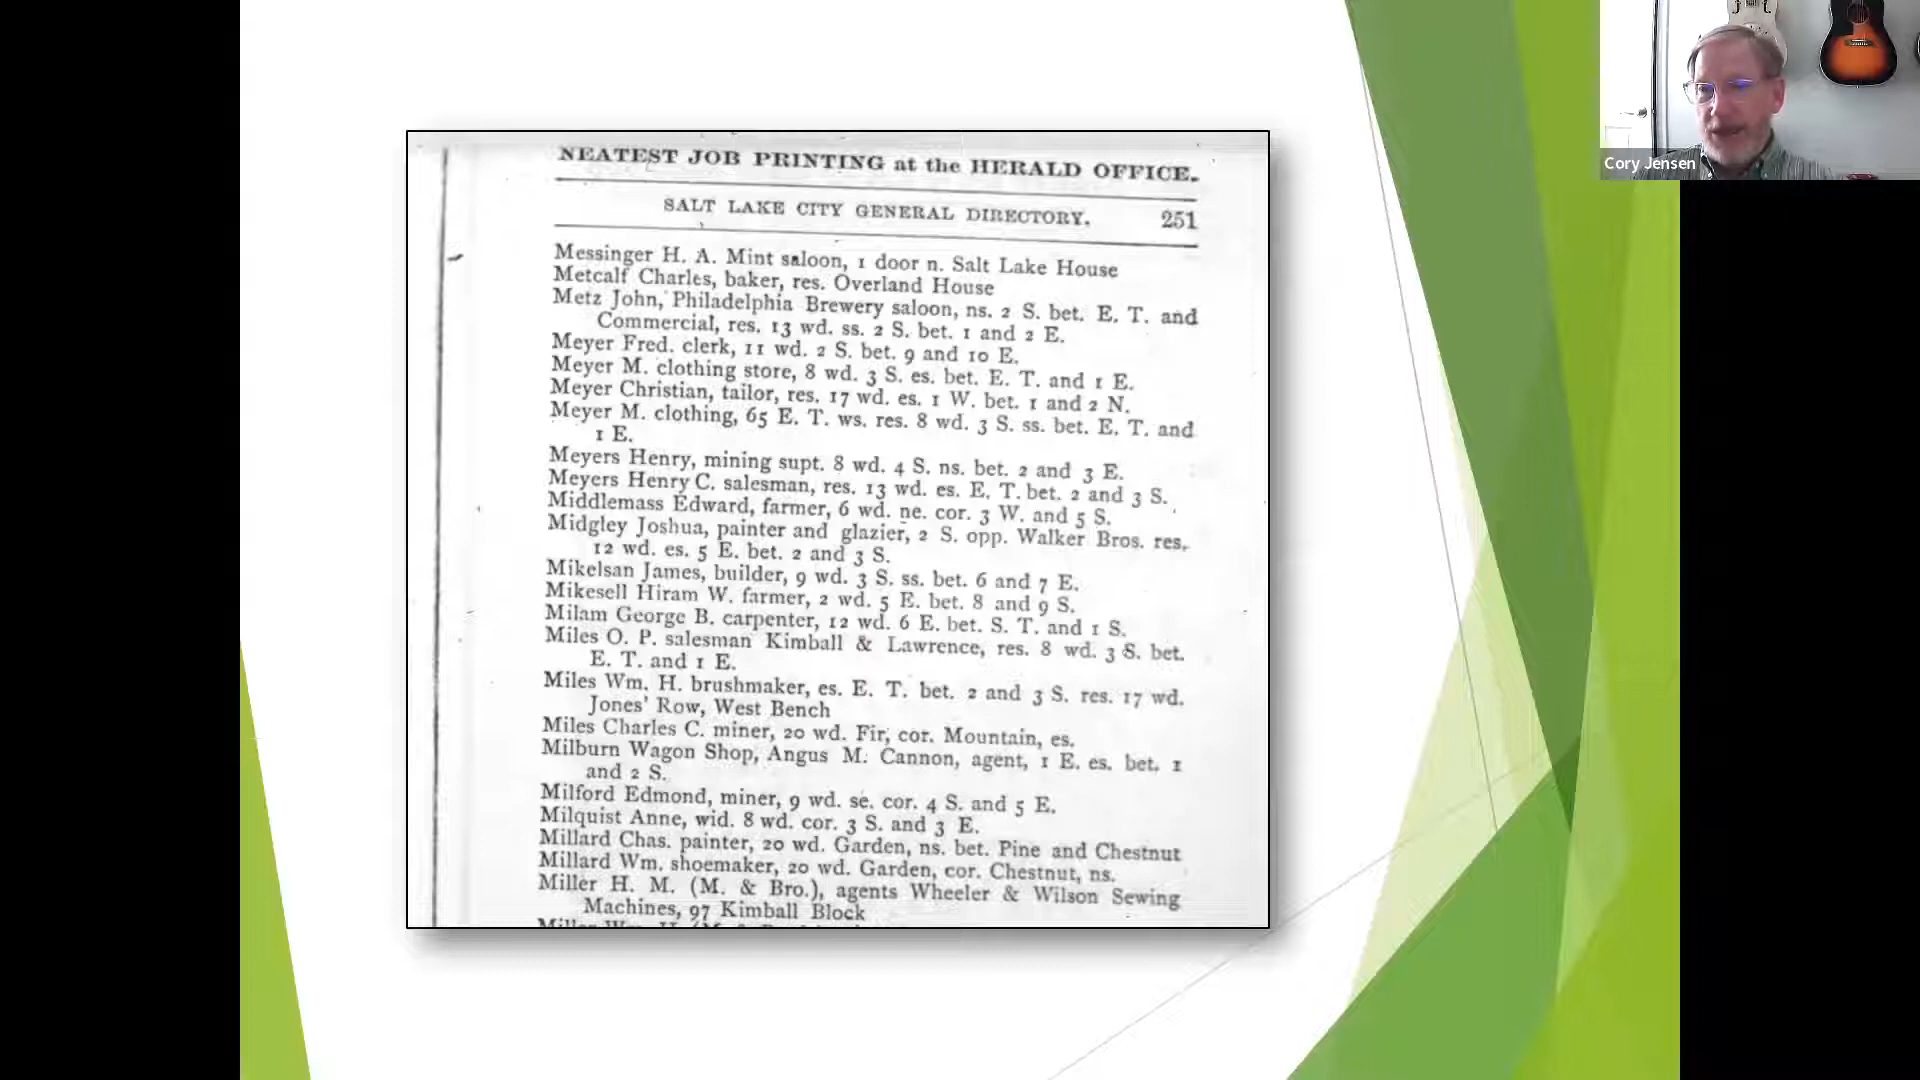 NEATEST JOB PRINTING at the HERALD OFFICE.
SALT LAKE CITY GENERAL DIRECTORY. 251
Messinger H. A. Mint saloon, 1 door n. Salt Lake House
Metcalf Charles, baker, res. Overland House
Metz John, Philadelphia Brewery saloon, ns. 2 S. bet. E. T. and
Commercial, res. 13 wd. ss. 2 S. bet. 1 and 2 E.
Meyer Fred. clerk, 11 wd. 2 S. bet. 9 and 10 E.
Meyer M. clothing store, 8 wd. 3 S. es. bet. E. T. and 1 E.
Meyer Christian, tailor, res. 17 wd. es. 1 W. bet. 1 and 2 N.
Meyer M. clothing, 65 E. T. ws. res. 8 wd. 3 S. ss. bet. E. T. and
1 E.
Meyers Henry, mining supt. 8 wd. 4 S. ns. bet. 2 and 3 E.
Meyers Henry C. salesman, res. 13 wd. es. E. T. bet. 2 and 3 S.
Middlemass Edward, farmer, 6 wd. ne. cor. 3 W. and 5 S.
Midgley Joshua, painter and glazier, 2 S. opp. Walker Bros. res.
12 wd. es. 5 E. bet. 2 and 3 S.
Mikelsan James, builder, 9 wd. 3 S. ss. bet. 6 and 7 E.
Mikesell Hiram W. farmer, 2 wd. 5 E. bet. 8 and 9 S.
Milam George B. carpenter, 12 wd. 6 E. bet. S. T. and 1 S.
Miles O. P. salesman Kimball & Lawrence, res. 8 wd. 3 S. bet.
E. T. and 1 E.
Miles Wm. H. brushmaker, es. E. T. bet. 2 and 3 S. res. 17 wd.
Jones' Row, West Bench
Miles Charles C. miner, 20 wd. Fir, cor. Mountain, es.
Milburn Wagon Shop, Angus M. Cannon, agent, 1 E. es. bet. 1
and 2 S.
Milford Edmond, miner, 9 wd. se. cor. 4 S. and 5 E.
Milquist Anne, wid. 8 wd. cor. 3 S. and 3 E.
Millard Chas. painter, 20 wd. Garden, ns. bet. Pine and Chestnut
Millard Wm. shoemaker, 20 wd. Garden, cor. Chestnut, ns.
Miller H. M. (M. & Bro.), agents Wheeler & Wilson Sewing
Machines, 97 Kimball Block
Cory Jensen